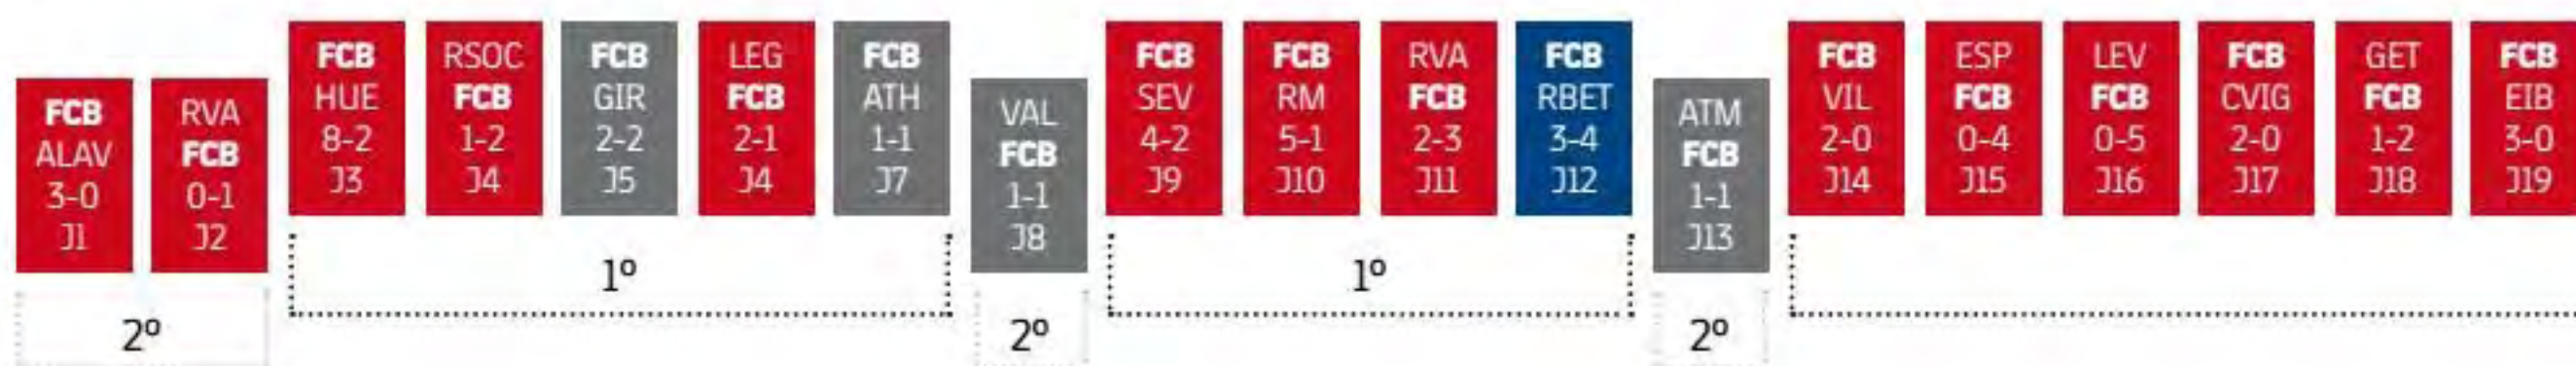 FCB
ALAV
3-0
J1
RVA
FCB
0-1
J2
2º
FCB
HUE
8-2
J3
RSOC
FCB
1-2
J4
FCB
GIR
2-2
J5
LEG
FCB
2-1
J4
FCB
ATH
1-1
J7
1º
VAL
FCB
1-1
J8
2º
FCB
SEV
4-2
J9
FCB
RM
5-1
J10
RVA
FCB
2-3
J11
FCB
RBET
3-4
J12
1º
ATM
FCB
1-1
J13
2º
FCB
VIL
2-0
J14
ESP
FCB
0-4
J15
LEV
FCB
0-5
J16
FCB
CVIG
2-0
J17
GET
FCB
1-2
J18
FCB
EIB
3-0
J19